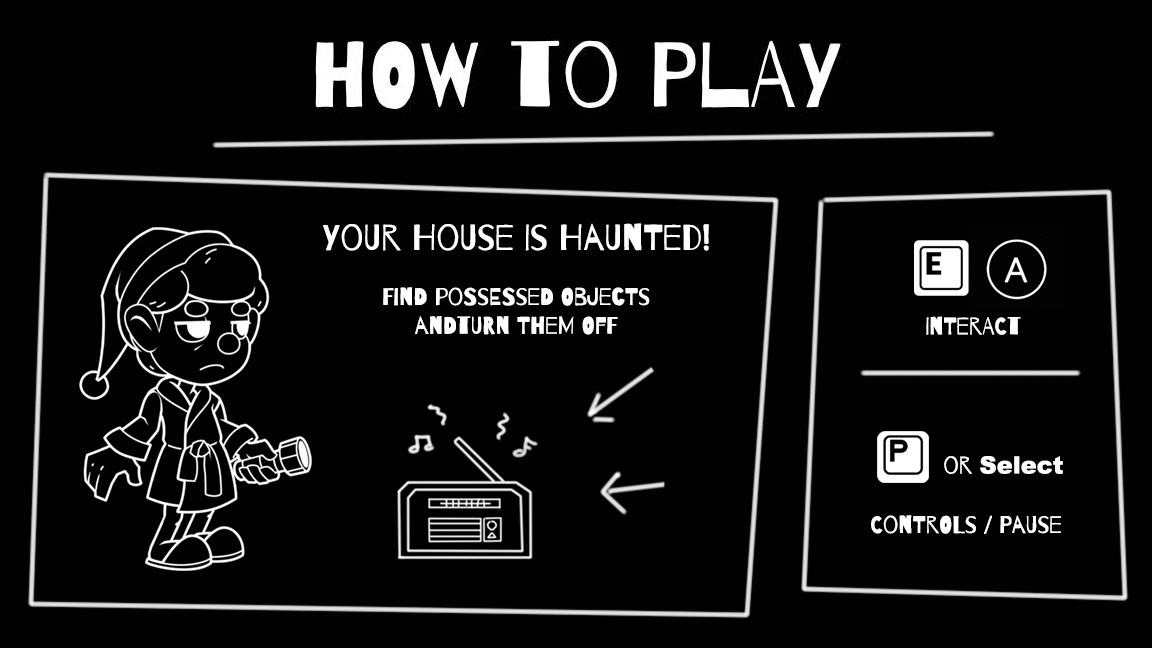 HOW TO PLAY
YOUR HOUSE IS HAUNTED!
FIND POSSESSED OBJECTS
ANDTURN THEM OFF
E A
INTERACT
P OR Select
CONTROLS / PAUSE